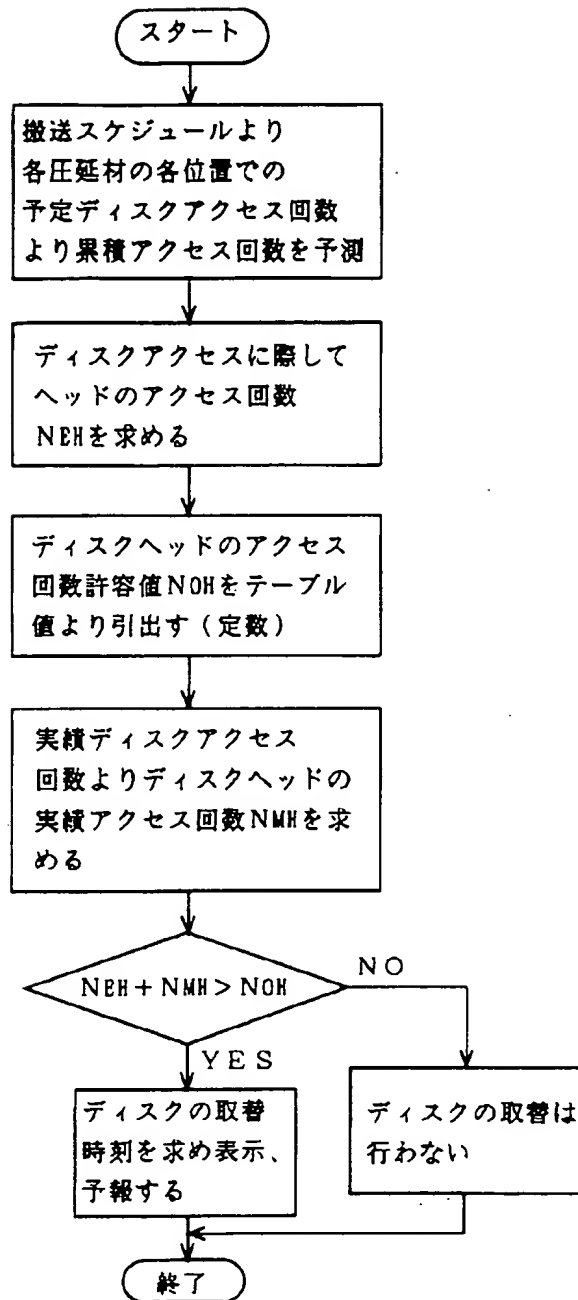 スタート
搬送スケジュールより
各圧延材の各位置での
予定ディスクアクセス回数
より累積アクセス回数を予測
ディスクアクセスに際して
ヘッドのアクセス回数
NEHを求める
ディスクヘッドのアクセス
回数許容値NOHをテーブル
値より引出す（定数）
実績ディスクアクセス
回数よりディスクヘッドの
実績アクセス回数NMHを求
める
NEH+NMH>NOH
NO
YES
ディスクの取替
時刻を求め表示、
予報する
ディスクの取替は
行わない
終了